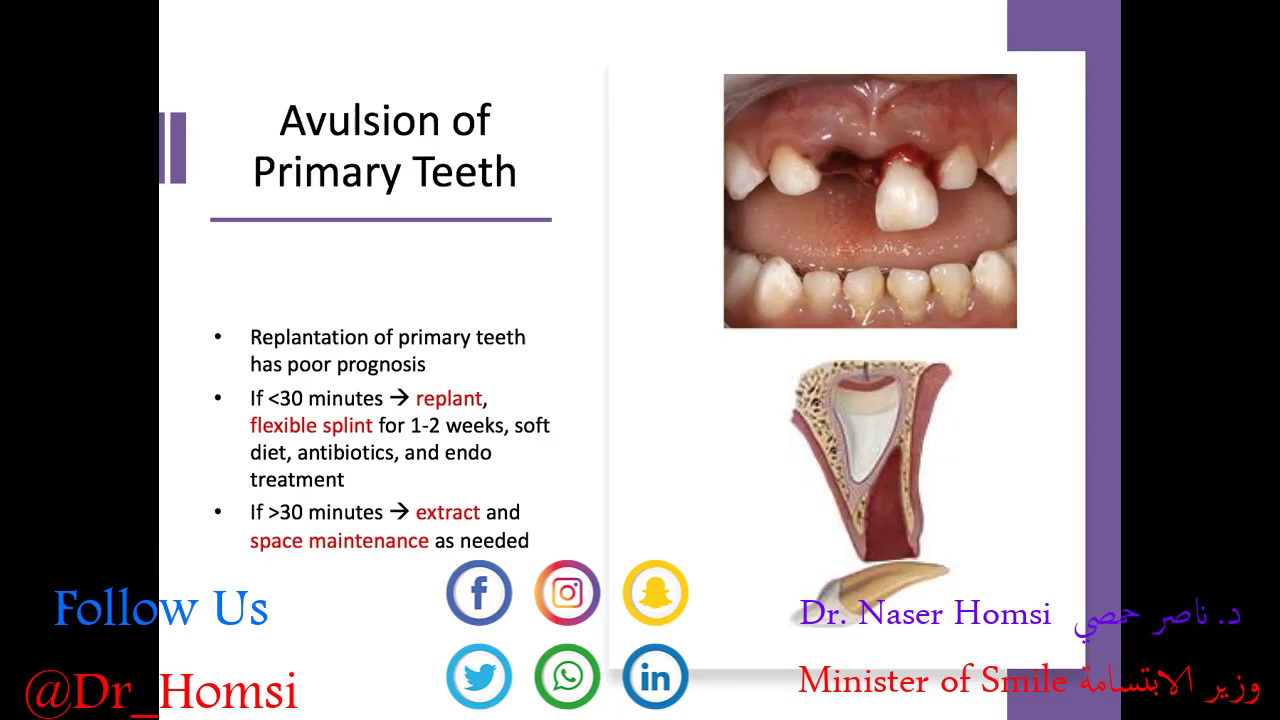 Avulsion of
Primary Teeth
• Replantation of primary teeth
has poor prognosis
• If <30 minutes → replant,
flexible splint for 1-2 weeks, soft
diet, antibiotics, and endo
treatment
• If >30 minutes → extract and
space maintenance as needed
Follow Us
@Dr_Homsi
Dr. Naser Homsi د. ناصر حمصي
Minister of Smile وزير الابتسامة